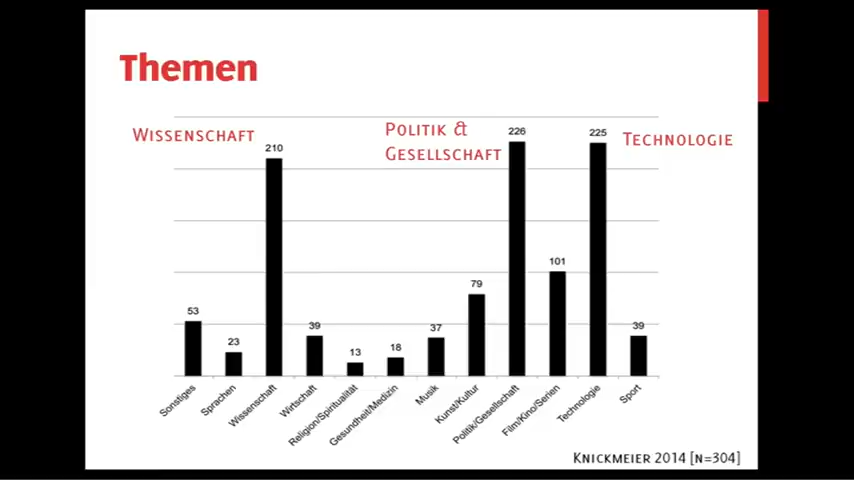 Themen
Wissenschaft
Politik &
Gesellschaft
Technologie
53
23
210
39
13
18
37
79
226
101
225
39
Sonstiges
Sprachen
Wissenschaft
Wirtschaft
Religion/Spiritualität
Gesundheit/Medizin
Musik
Kunst/Kultur
Politik/Gesellschaft
Film/Kino/Serien
Technologie
Sport
Knickmeier 2014 [n=304]